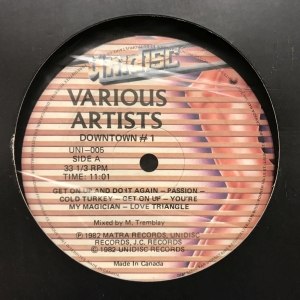 UNIDISC
VARIOUS
ARTISTS
DOWNTOWN # 1
UNI-005
SIDE A
33 1/3 RPM
TIME: 11:01
GET ON UP AND DO IT AGAIN - PASSION -
COLD TURKEY - GET ON UP - YOU'RE
MY MAGICIAN - LOVE TRIANGLE
Mixed by M. Tremblay
℗ 1982 MATRA RECORDS, UNIDISC
RECORDS, J.C. RECORDS
© 1982 UNIDISC RECORDS
Made in Canada